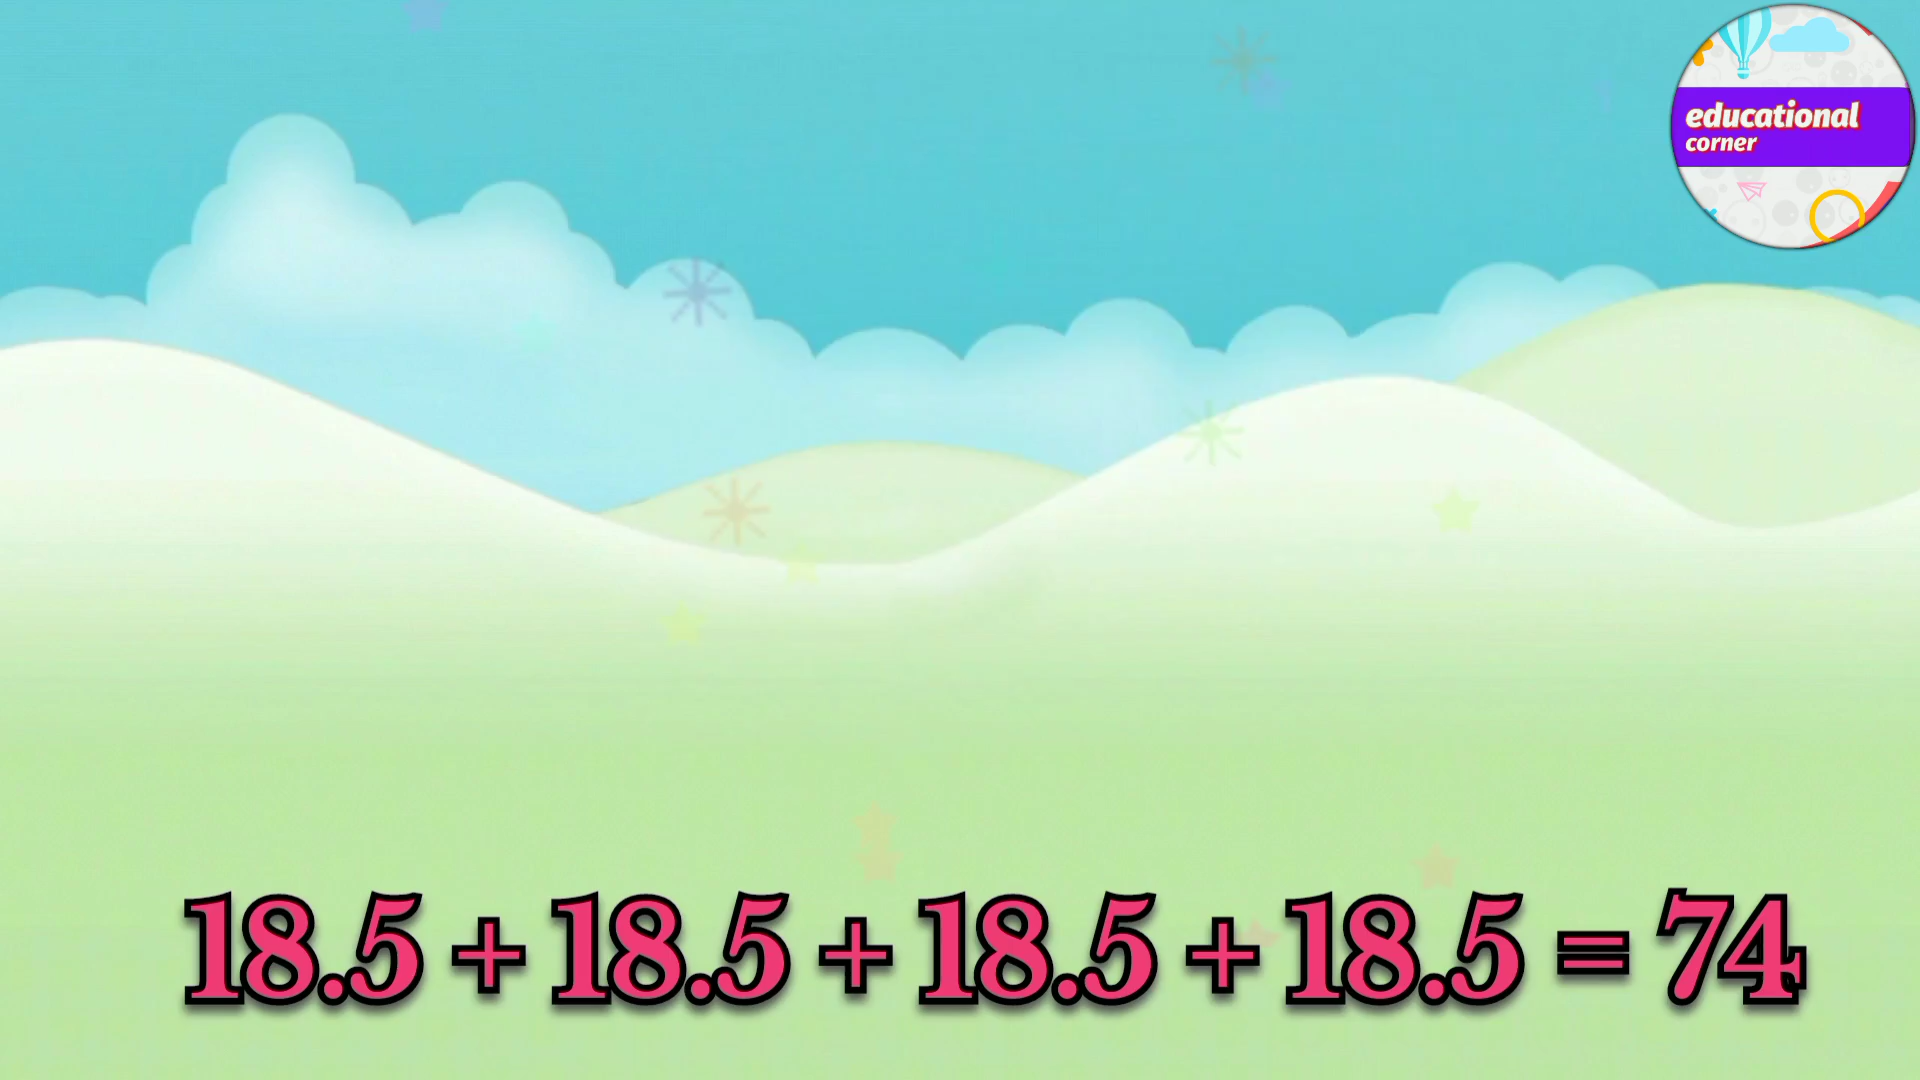 educational
corner
18.5 + 18.5 + 18.5 + 18.5 = 74